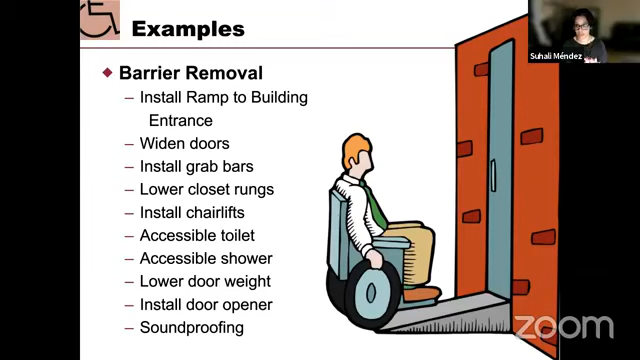 Examples
Suhali Méndez
Barrier Removal
– Install Ramp to Building
Entrance
– Widen doors
– Install grab bars
– Lower closet rungs
– Install chairlifts
– Accessible toilet
– Accessible shower
– Lower door weight
– Install door opener
– Soundproofing
zoom